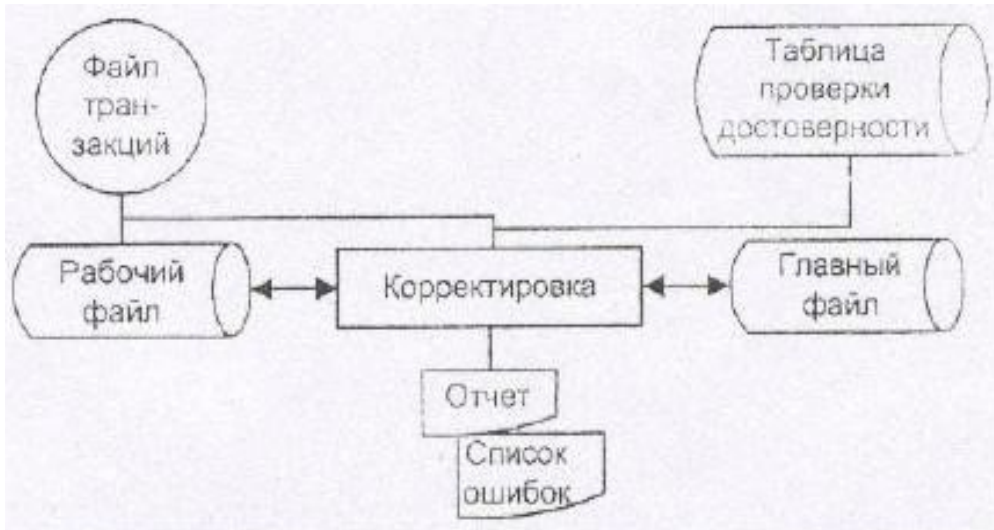 Файл
тран-
закций
Таблица
проверки
достоверности
Рабочий
файл
Корректировка
Главный
файл
Отчет
Список
ошибок